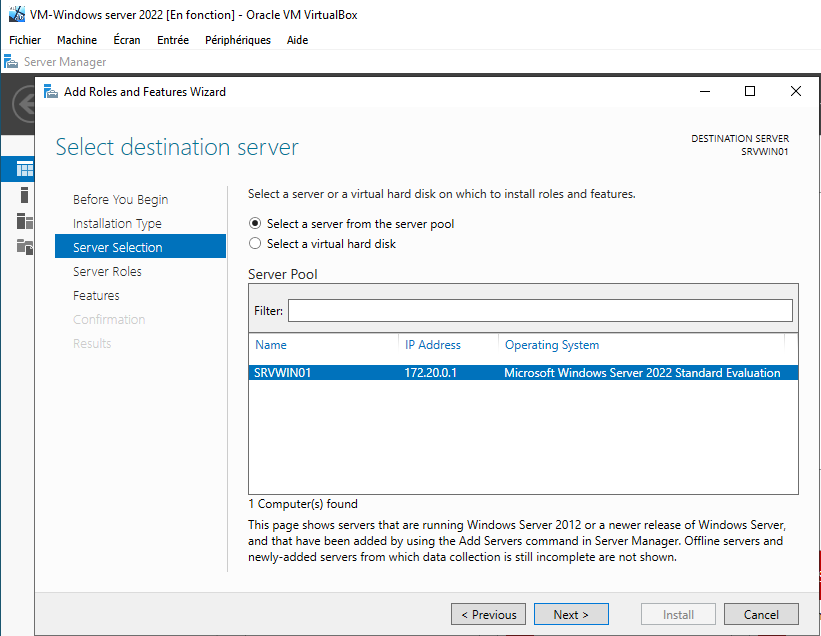 VM-Windows server 2022 [En fonction] - Oracle VM VirtualBox
Fichier Machine Écran Entrée Périphériques Aide
Server Manager
Add Roles and Features Wizard
Select destination server
DESTINATION SERVER
SRVWIN01
Before You Begin
Installation Type
Server Selection
Server Roles
Features
Confirmation
Results
Select a server or a virtual hard disk on which to install roles and features.
Select a server from the server pool
Select a virtual hard disk
Server Pool
Filter:
Name IP Address Operating System
SRVWIN01 172.20.0.1 Microsoft Windows Server 2022 Standard Evaluation
1 Computer(s) found
This page shows servers that are running Windows Server 2012 or a newer release of Windows Server,
and that have been added by using the Add Servers command in Server Manager. Offline servers and
newly-added servers from which data collection is still incomplete are not shown.
< Previous Next > Install Cancel